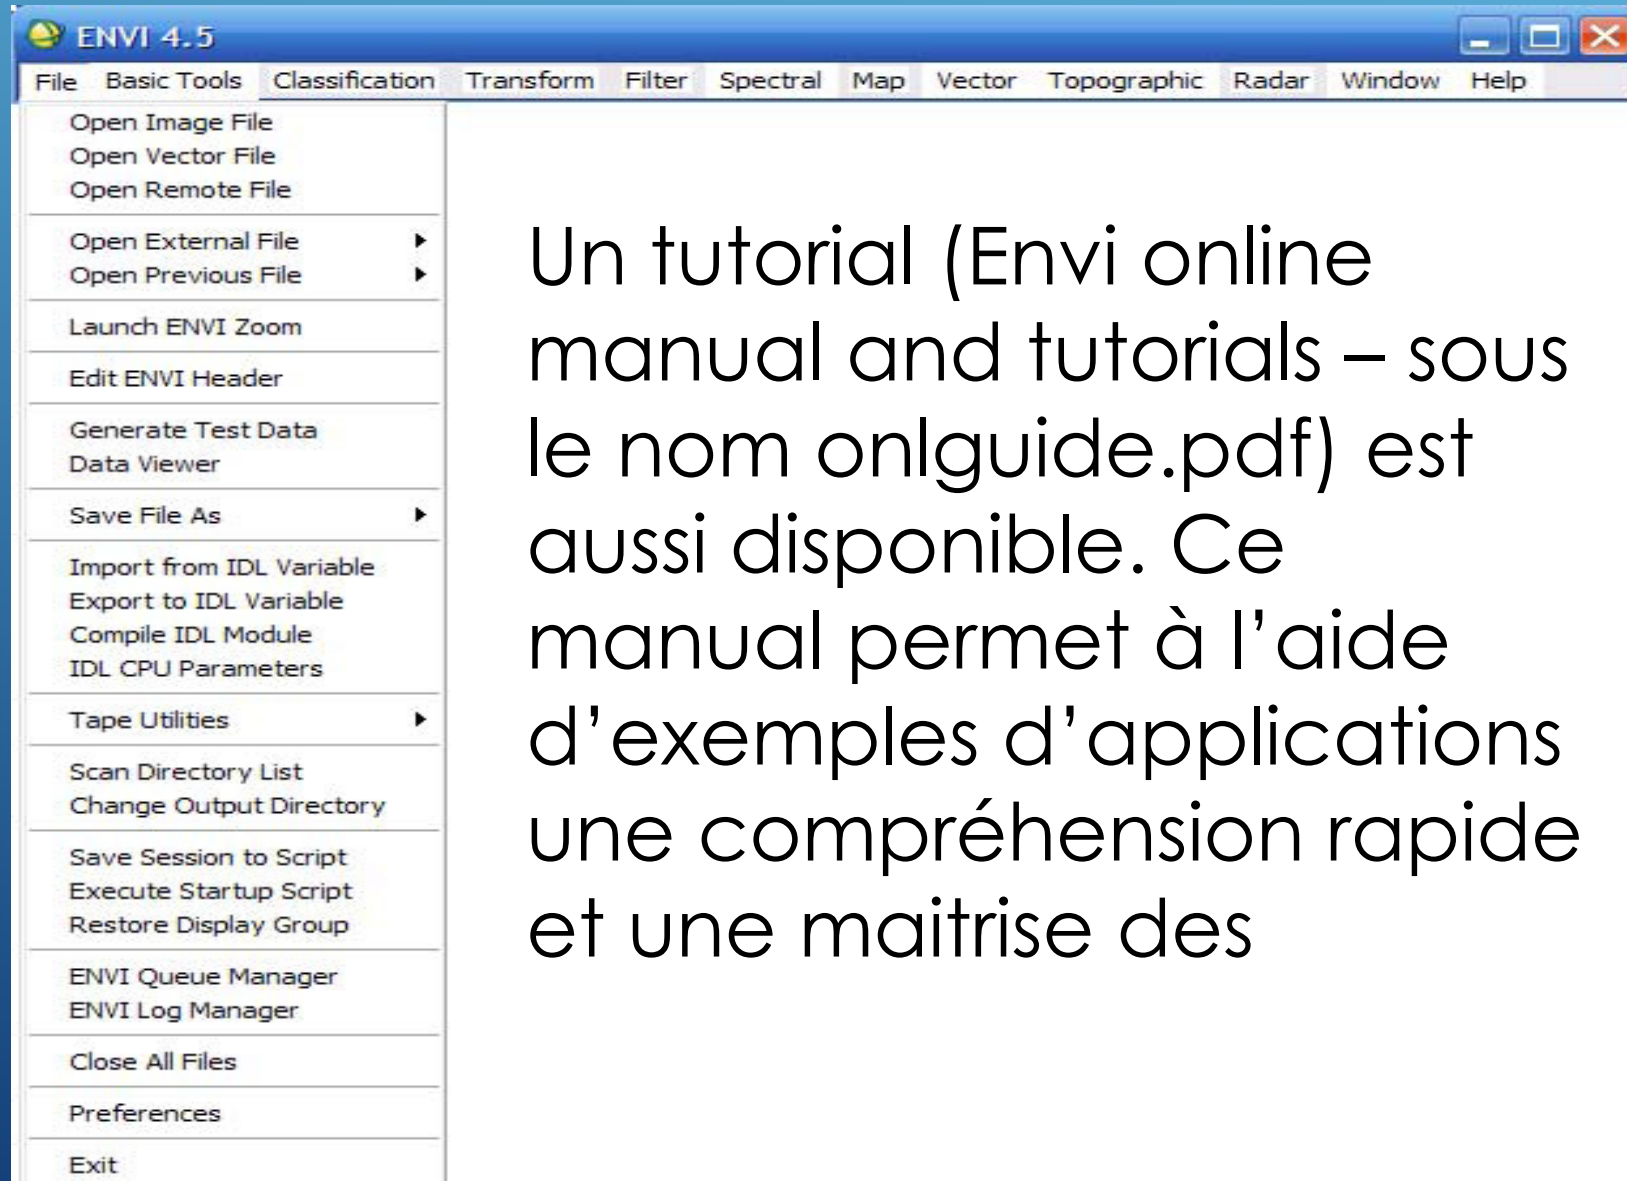 ENVI 4.5
File Basic Tools Classification Transform Filter Spectral Map Vector Topographic Radar Window Help
Open Image File
Open Vector File
Open Remote File
Open External File
Open Previous File
Launch ENVI Zoom
Edit ENVI Header
Generate Test Data
Data Viewer
Save File As
Import from IDL Variable
Export to IDL Variable
Compile IDL Module
IDL CPU Parameters
Tape Utilities
Scan Directory List
Change Output Directory
Save Session to Script
Execute Startup Script
Restore Display Group
ENVI Queue Manager
ENVI Log Manager
Close All Files
Preferences
Exit
Un tutorial (Envi online
manual and tutorials – sous
le nom onlguide.pdf) est
aussi disponible. Ce
manual permet à l’aide
d’exemples d’applications
une compréhension rapide
et une maitrise des